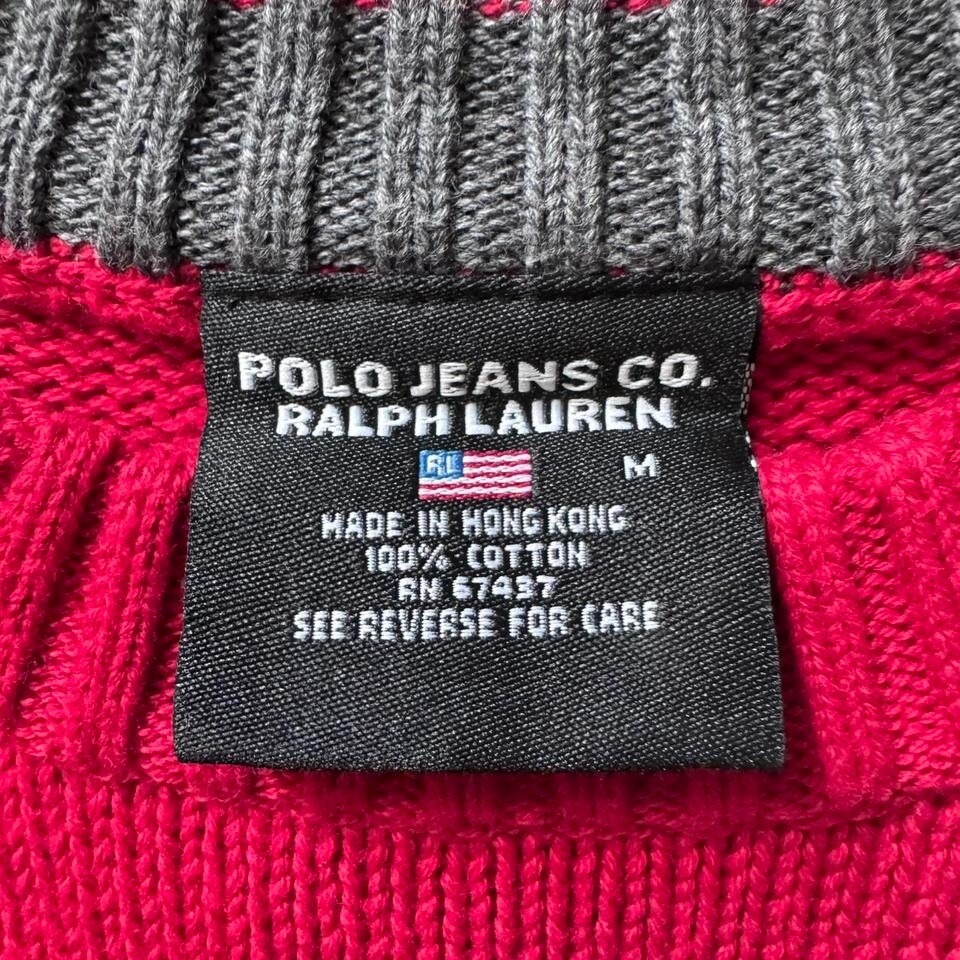 POLO JEANS CO.
RALPH LAUREN
RL M
MADE IN HONG KONG
100% COTTON
RN 67437
SEE REVERSE FOR CARE